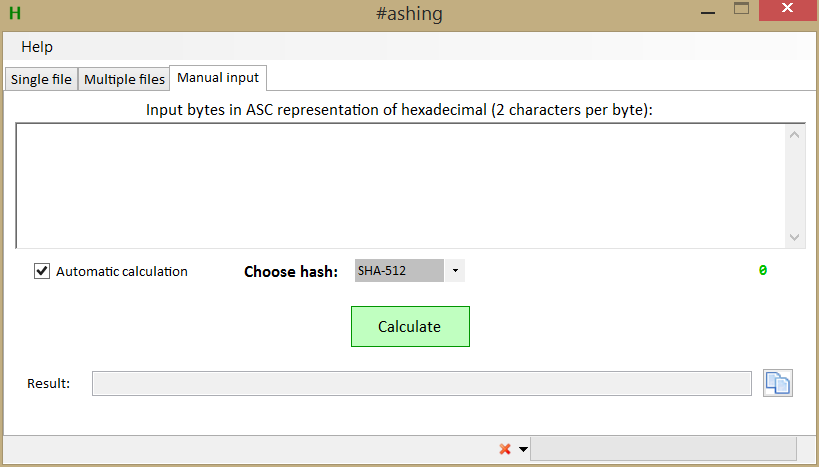 H #ashing
Help
Single file Multiple files Manual input
Input bytes in ASC representation of hexadecimal (2 characters per byte):
Automatic calculation Choose hash: SHA-512 0
Calculate
Result: